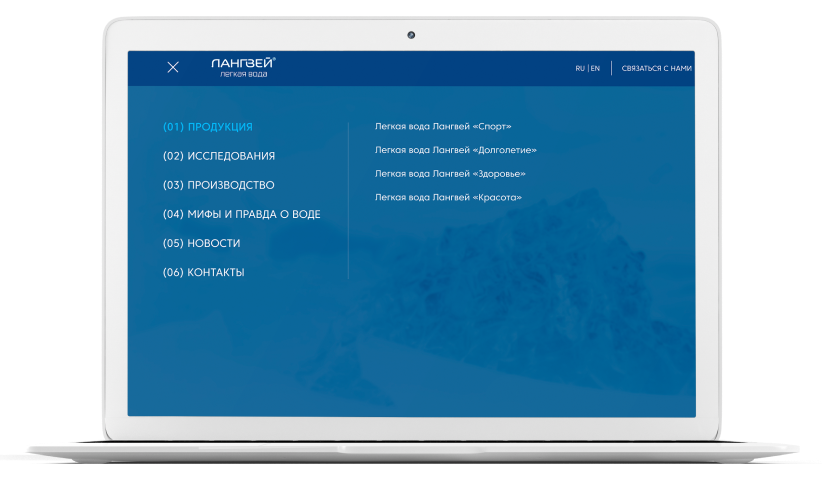 ЛАНГВЕЙ®
легкая вода
RU | EN
СВЯЗАТЬСЯ С НАМИ
(01) ПРОДУКЦИЯ
(02) ИССЛЕДОВАНИЯ
(03) ПРОИЗВОДСТВО
(04) МИФЫ И ПРАВДА О ВОДЕ
(05) НОВОСТИ
(06) КОНТАКТЫ
Легкая вода Лангвей «Спорт»
Легкая вода Лангвей «Долголетие»
Легкая вода Лангвей «Здоровье»
Легкая вода Лангвей «Красота»